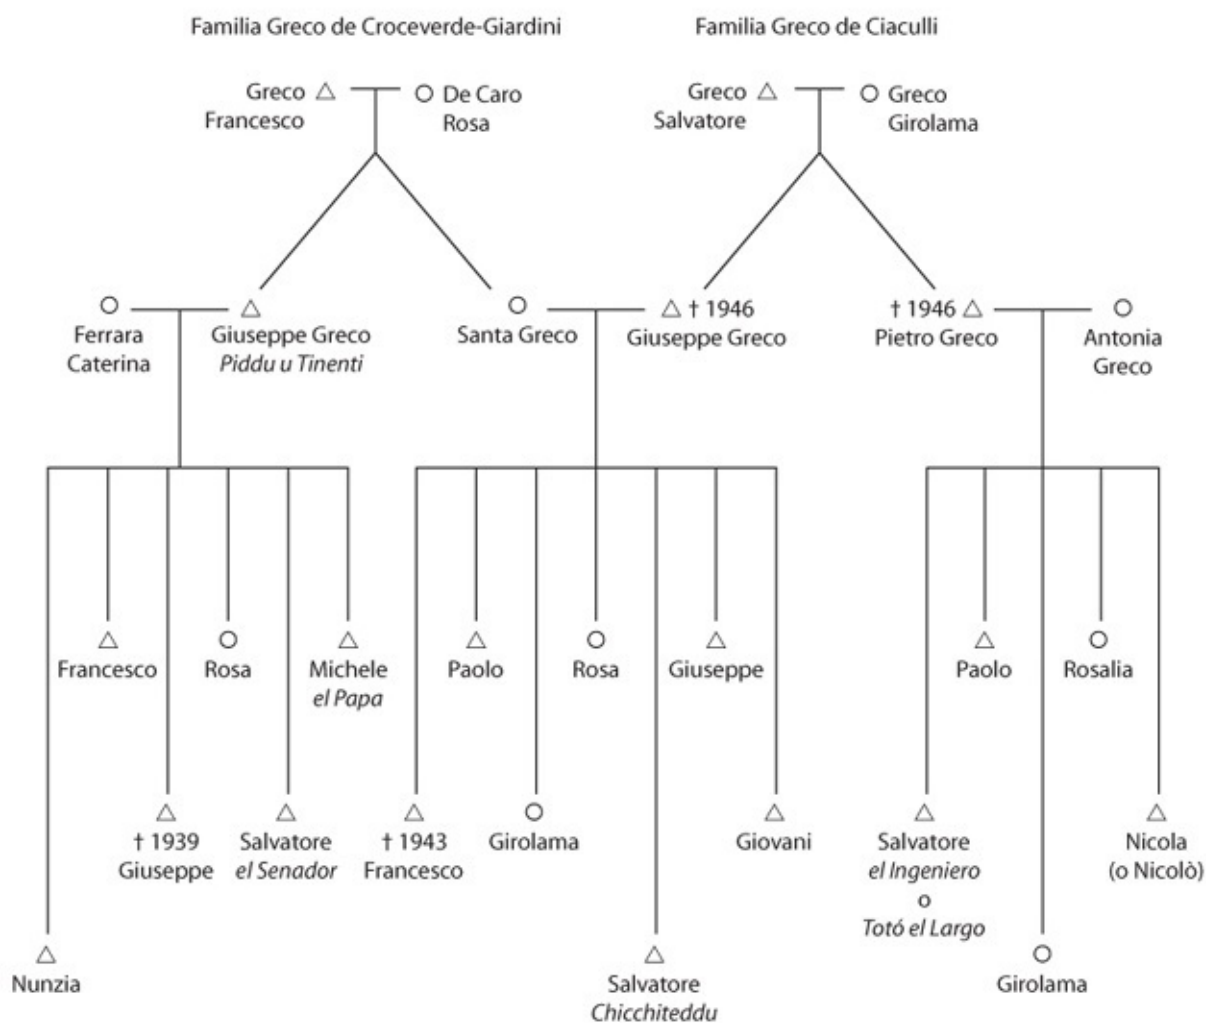 Familia Greco de Croceverde-Giardini
Familia Greco de Ciaculli
Greco
Francesco
De Caro
Rosa
Greco
Salvatore
Greco
Girolama
Ferrara
Caterina
Giuseppe Greco
Piddu u Tinenti
Santa Greco
† 1946
Giuseppe Greco
† 1946
Pietro Greco
Antonia
Greco
Francesco
Rosa
Michele
el Papa
Paolo
Rosa
Giuseppe
Paolo
Rosalia
† 1939
Giuseppe
Salvatore
el Senador
† 1943
Francesco
Girolama
Giovani
Salvatore
el Ingeniero
o
Totó el Largo
Nicola
(o Nicolò)
Nunzia
Salvatore
Chicchiteddu
Girolama